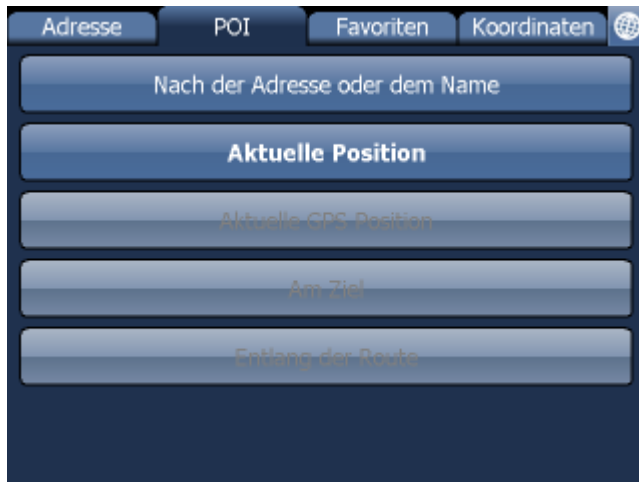 Adresse
POI
Favoriten
Koordinaten
Nach der Adresse oder dem Name
Aktuelle Position
Aktuelle GPS Position
Am Ziel
Entlang der Route